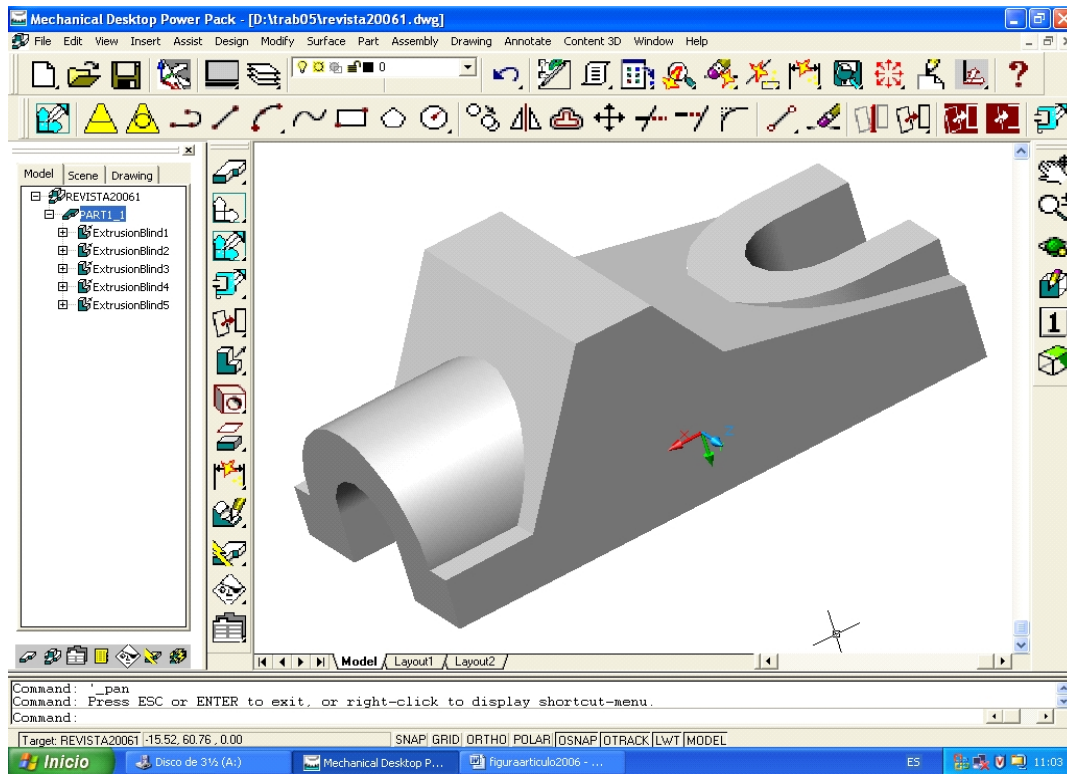 Mechanical Desktop Power Pack - [D:\trab05\revista20061.dwg]
File Edit View Insert Assist Design Modify Surface Part Assembly Drawing Annotate Content 3D Window Help
0
Model Scene Drawing
REVISTA20061
PART1_1
ExtrusionBlind1
ExtrusionBlind2
ExtrusionBlind3
ExtrusionBlind4
ExtrusionBlind5
X
Z
1
Model Layout1 Layout2
Command: '_pan
Command: Press ESC or ENTER to exit, or right-click to display shortcut-menu.
Command:
Target: REVISTA20061 -15.52, 60.76 , 0.00 SNAP GRID ORTHO POLAR OSNAP OTRACK LWT MODEL
Inicio Disco de 3½ (A:) Mechanical Desktop P... figuraarticulo2006 - ... ES 11:03